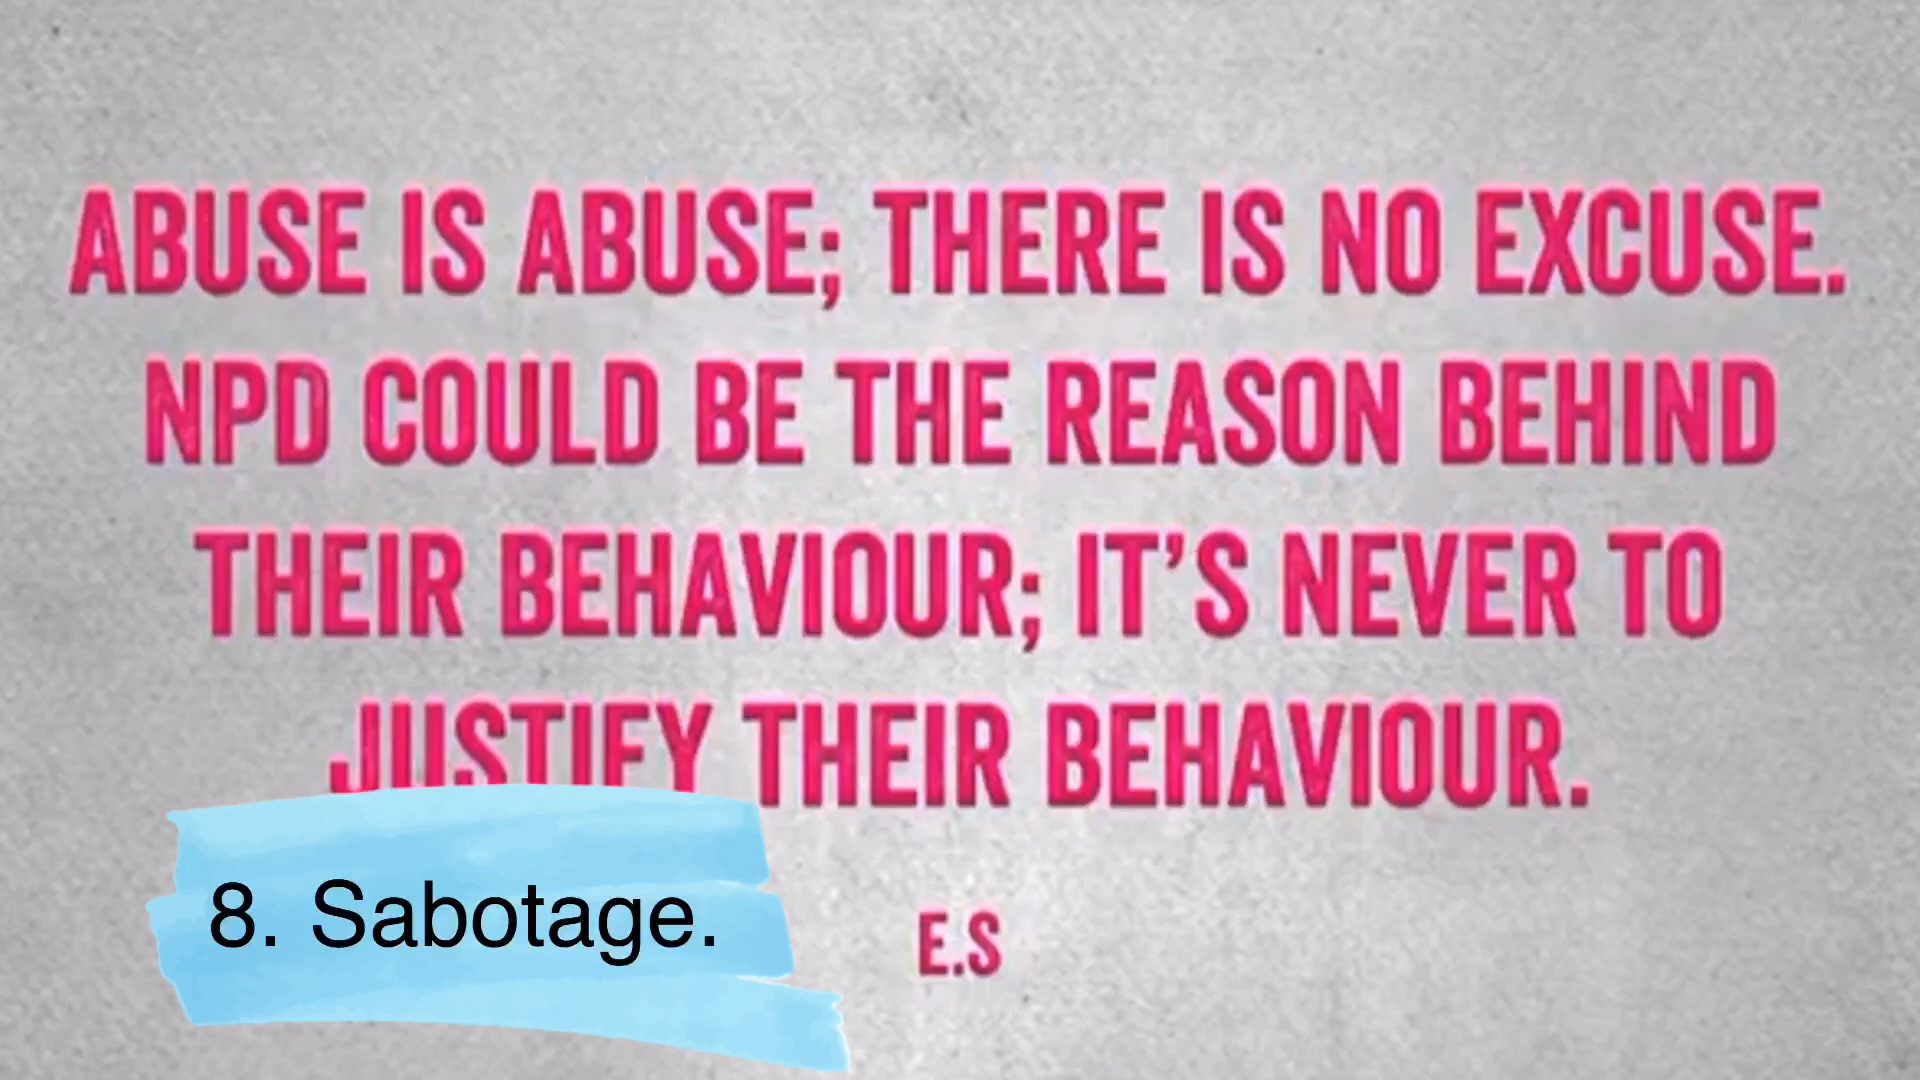 ABUSE IS ABUSE; THERE IS NO EXCUSE.
NPD COULD BE THE REASON BEHIND
THEIR BEHAVIOUR; IT'S NEVER TO
JUSTIFY THEIR BEHAVIOUR.
8. Sabotage.
E.S